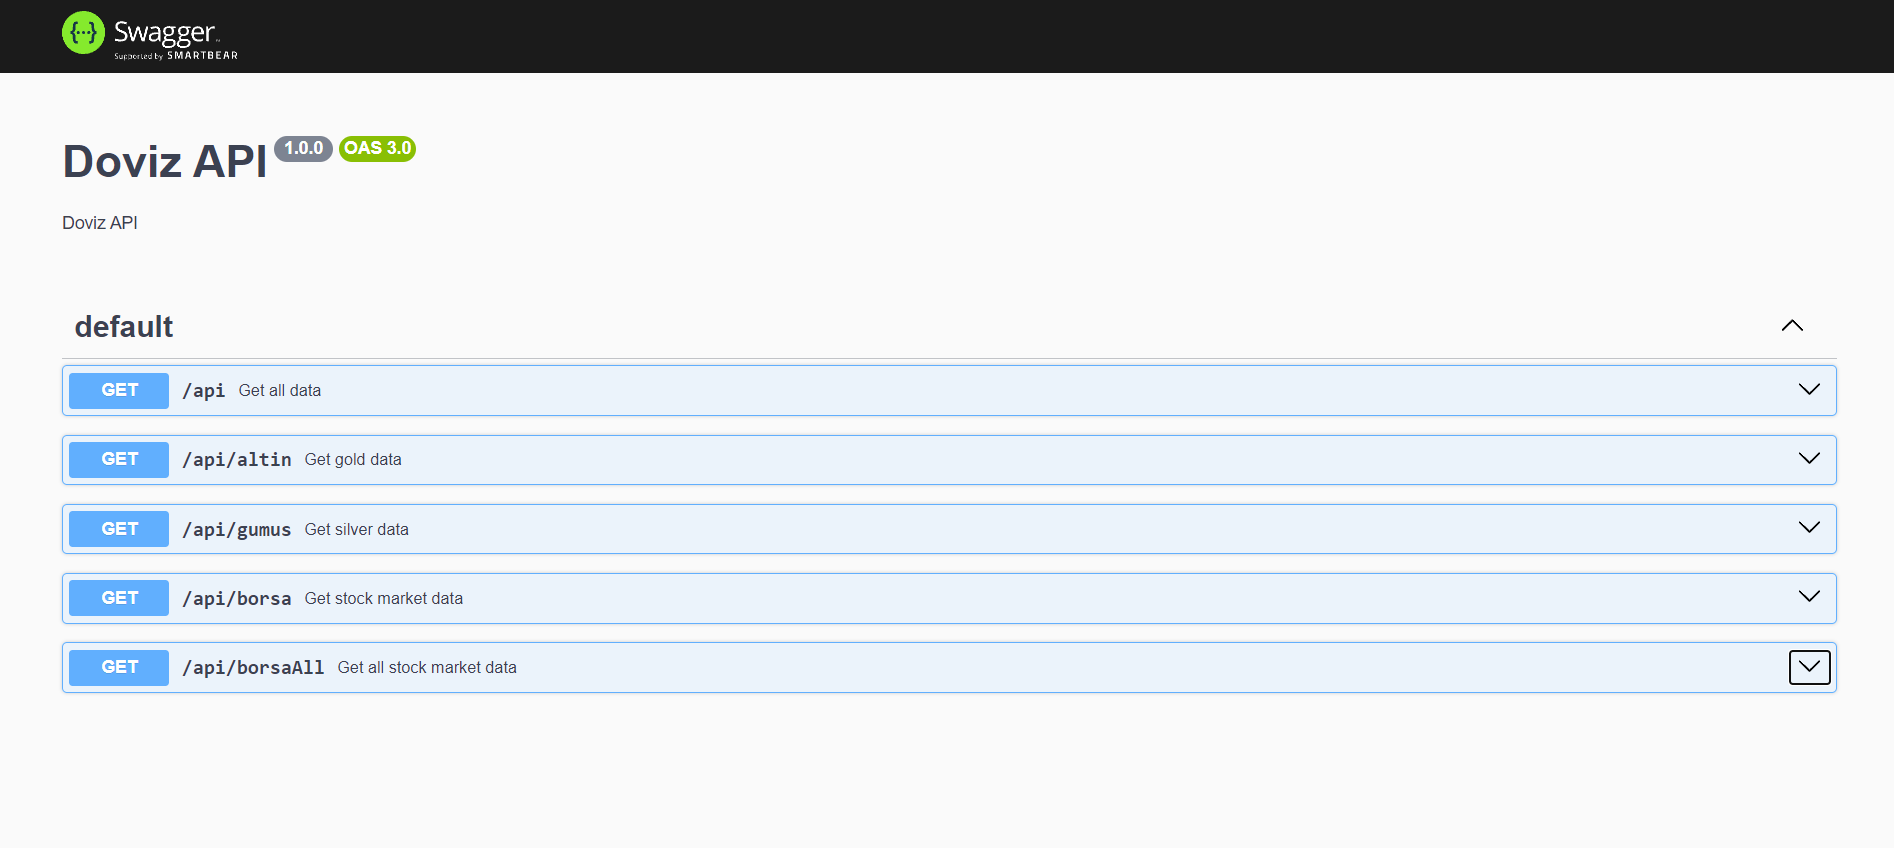 Swagger
Supported by SMARTBEAR
Doviz API 1.0.0 OAS 3.0
Doviz API
default
GET /api Get all data
GET /api/altin Get gold data
GET /api/gumus Get silver data
GET /api/borsa Get stock market data
GET /api/borsaAll Get all stock market data